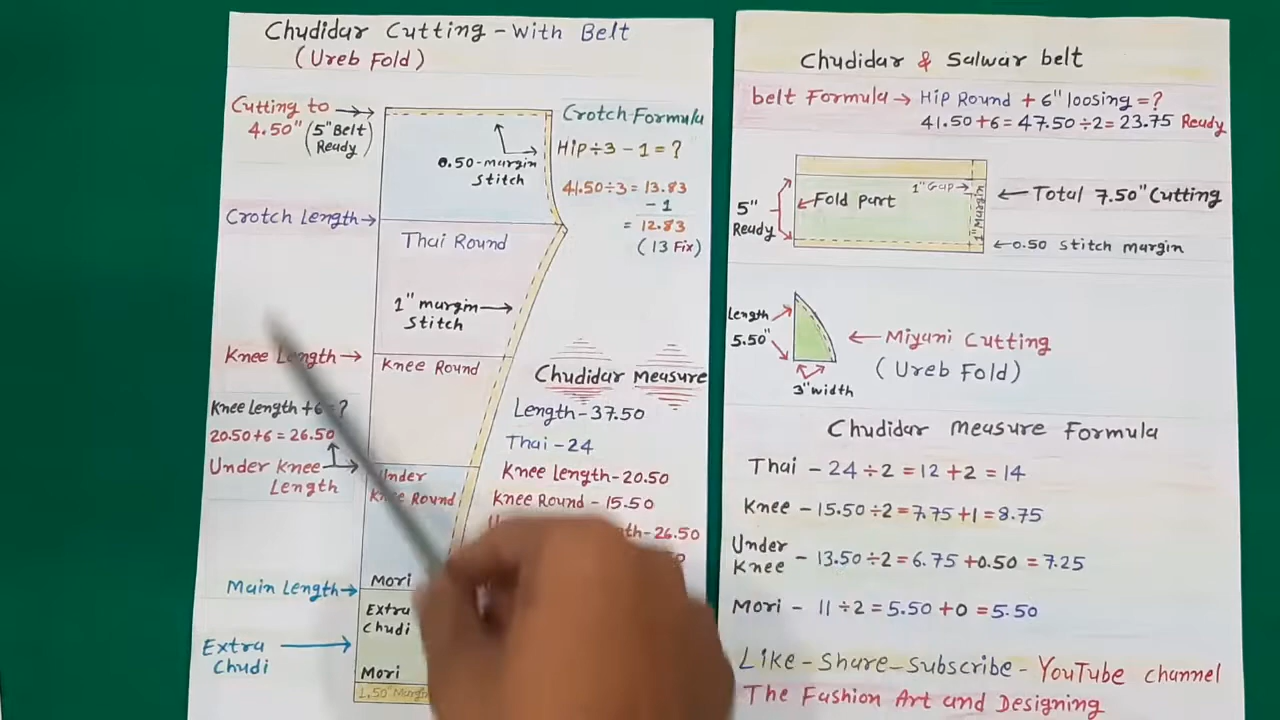 Chudidar Cutting - With Belt
(Ureb Fold)
Cutting to
4.50" (5" Belt
Ready)
0.50-margin
Stitch
Crotch Formula
Hip ÷ 3 - 1 = ?
41.50 ÷ 3 = 13.83
- 1
= 12.83
(13 Fix)
Crotch Length
Thai Round
1" margin
Stitch
Knee Length
Knee Round
Knee Length + 6 = ?
20.50 + 6 = 26.50
Under Knee
Length
Under
Knee Round
Chudidar Measure
Length - 37.50
Thai - 24
Knee Length - 20.50
Knee Round - 15.50
26.50
Main Length
Mori
Extra
Chudi
Extra
Chudi
Mori
1.50" Margin
Chudidar & Salwar belt
belt Formula → Hip Round + 6" loosing = ?
41.50 + 6 = 47.50 ÷ 2 = 23.75 Ready
5"
Ready
Fold part
1" Gap
1" Margin
Total 7.50" Cutting
0.50 Stitch margin
Length
5.50"
3" width
Miyani Cutting
(Ureb Fold)
Chudidar measure Formula
Thai - 24 ÷ 2 = 12 + 2 = 14
Knee - 15.50 ÷ 2 = 7.75 + 1 = 8.75
Under
Knee - 13.50 ÷ 2 = 6.75 + 0.50 = 7.25
Mori - 11 ÷ 2 = 5.50 + 0 = 5.50
Like - Share - Subscribe - YouTube channel
The Fashion Art and Designing